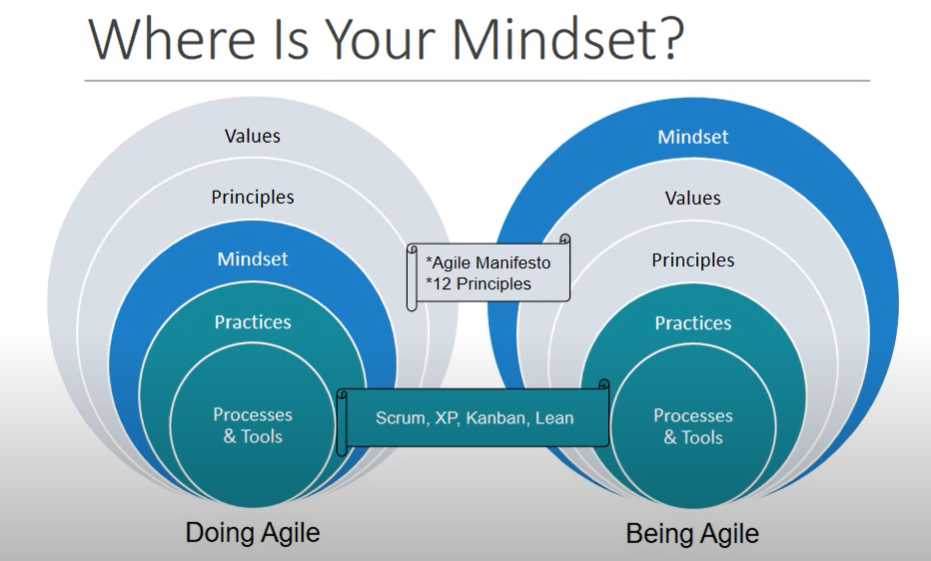 Where Is Your Mindset?
Values
Principles
Mindset
Practices
Processes
& Tools
Doing Agile
*Agile Manifesto
*12 Principles
Scrum, XP, Kanban, Lean
Mindset
Values
Principles
Practices
Processes
& Tools
Being Agile